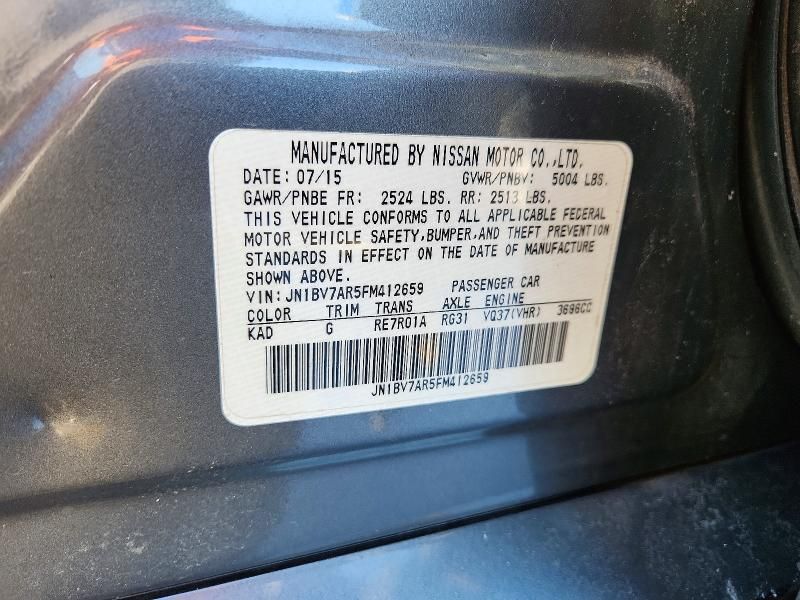 MANUFACTURED BY NISSAN MOTOR CO.,LTD.
DATE: 07/15 GVWR/PNBV: 5004 LBS.
GAWR/PNBE FR: 2524 LBS. RR: 2513 LBS.
THIS VEHICLE CONFORMS TO ALL APPLICABLE FEDERAL
MOTOR VEHICLE SAFETY,BUMPER,AND THEFT PREVENTION
STANDARDS IN EFFECT ON THE DATE OF MANUFACTURE
SHOWN ABOVE.
VIN:JN1BV7AR5FM412659 PASSENGER CAR
COLOR TRIM TRANS AXLE ENGINE
KAD G RE7R01A RG31 VQ37(VHR) 3696CC
JN1BV7AR5FM412659